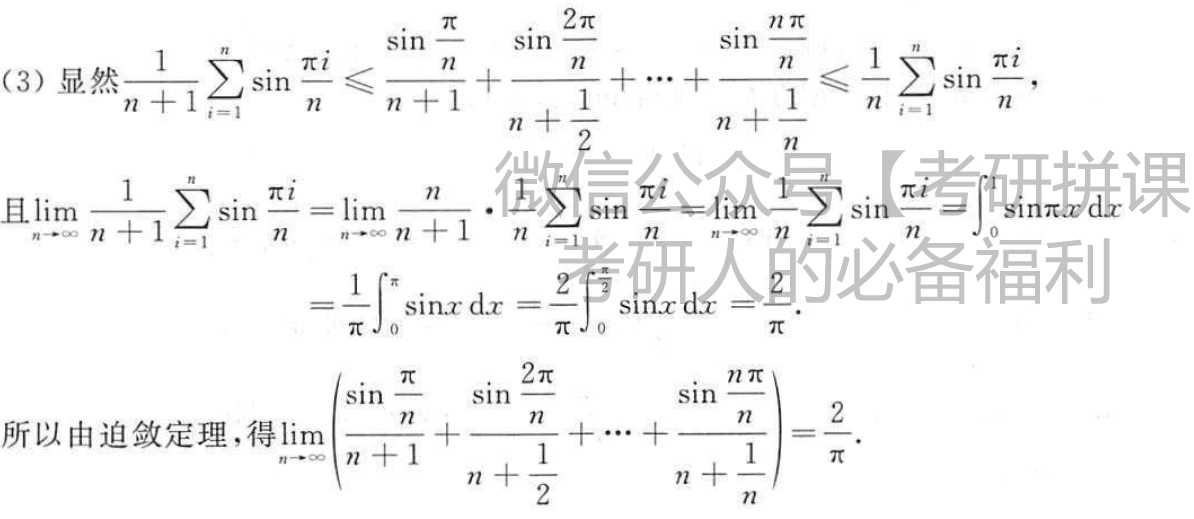 (3) 显然$\frac{1}{n+1}\sum_{i=1}^{n}\sin\frac{\pi i}{n}\leqslant\frac{\sin\frac{\pi}{n}}{n+1}+\frac{\sin\frac{2\pi}{n}}{n+\frac{1}{2}}+\cdots+\frac{\sin\frac{n\pi}{n}}{n+\frac{1}{n}}\leqslant\frac{1}{n}\sum_{i=1}^{n}\sin\frac{\pi i}{n}$,
微信公众号【考研拼课
且$\lim_{n\to\infty}\frac{1}{n+1}\sum_{i=1}^{n}\sin\frac{\pi i}{n}=\lim_{n\to\infty}\frac{n}{n+1}\cdot\frac{1}{n}\sum_{i=1}^{n}\sin\frac{\pi i}{n}=\lim_{n\to\infty}\frac{1}{n}\sum_{i=1}^{n}\sin\frac{\pi i}{n}=\int_{0}^{1}\sin\pi x\,dx$
考研人的必备福利
$=\frac{1}{\pi}\int_{0}^{\pi}\sin x\,dx=\frac{2}{\pi}\int_{0}^{\frac{\pi}{2}}\sin x\,dx=\frac{2}{\pi}$.
所以由迫敛定理,得$\lim_{n\to\infty}\left(\frac{\sin\frac{\pi}{n}}{n+1}+\frac{\sin\frac{2\pi}{n}}{n+\frac{1}{2}}+\cdots+\frac{\sin\frac{n\pi}{n}}{n+\frac{1}{n}}\right)=\frac{2}{\pi}$.